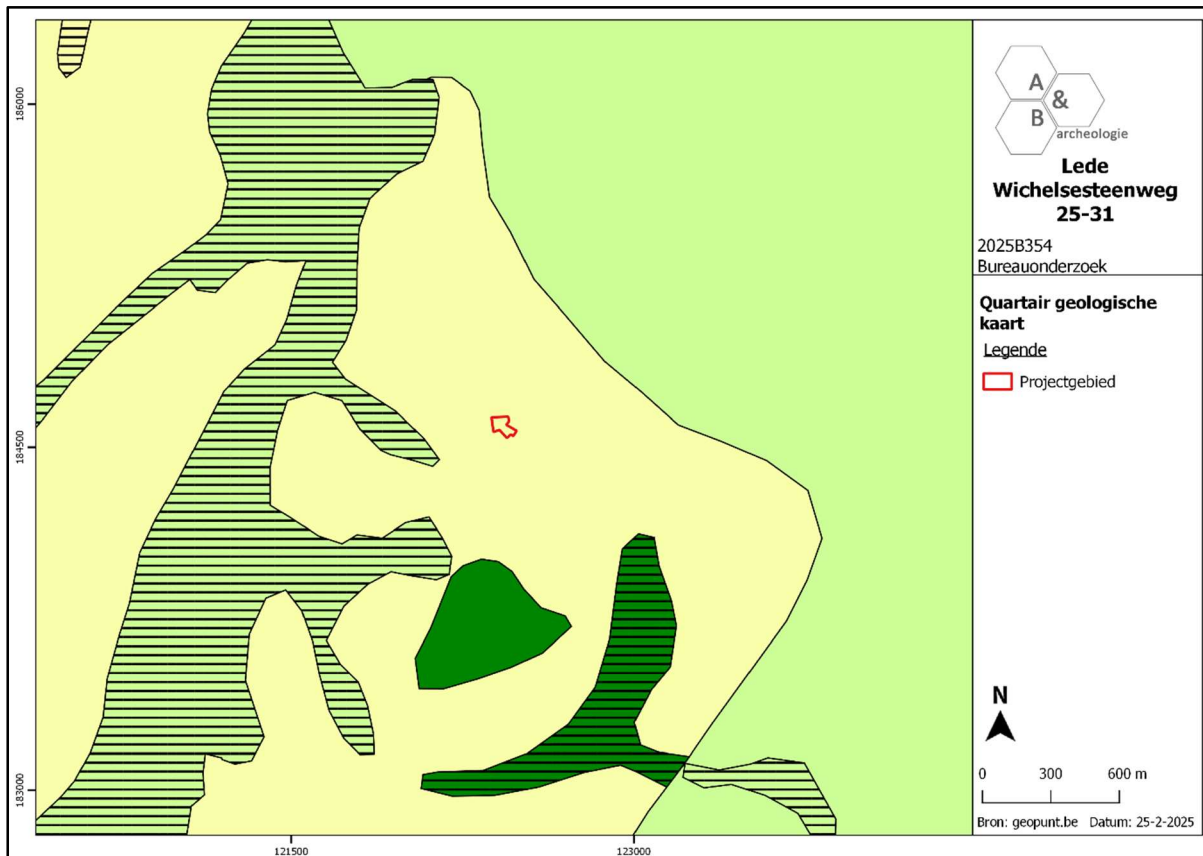 186000
184500
183000
121500
123000
A
&
B
archeologie
Lede
Wichelsesteenweg
25-31
2025B354
Bureauonderzoek
Quartair geologische
kaart
Legende
Projectgebied
N
0 300 600 m
Bron: geopunt.be Datum: 25-2-2025